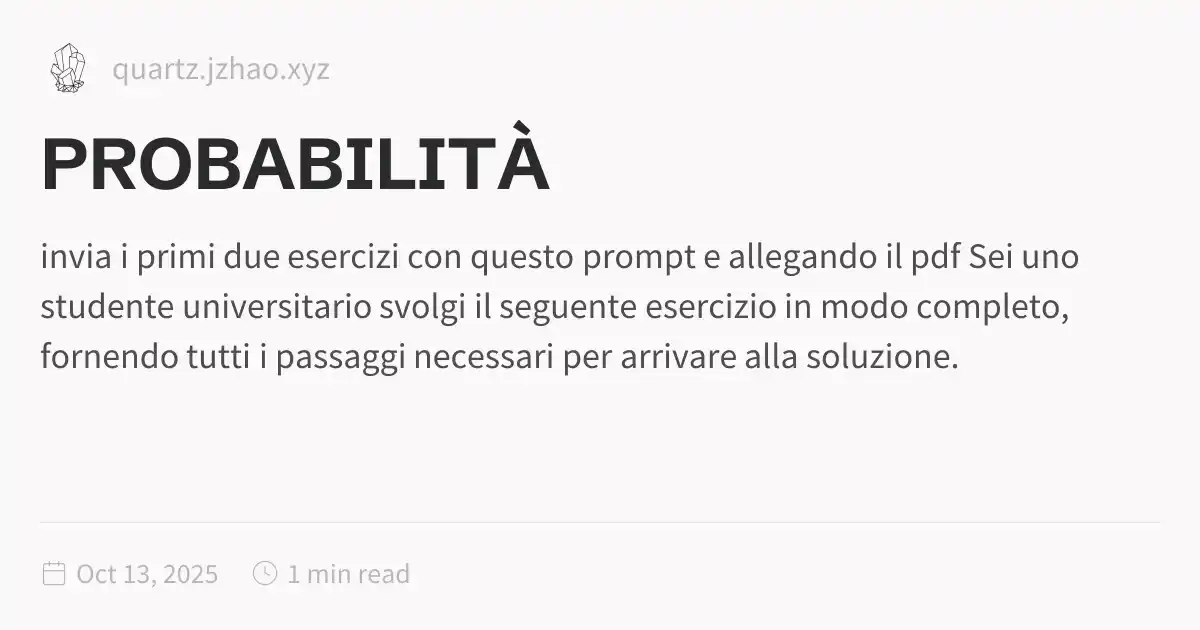 quartz.jzhao.xyz
PROBABILITÀ
invia i primi due esercizi con questo prompt e allegando il pdf Sei uno
studente universitario svolgi il seguente esercizio in modo completo,
fornendo tutti i passaggi necessari per arrivare alla soluzione.
Oct 13, 2025 1 min read